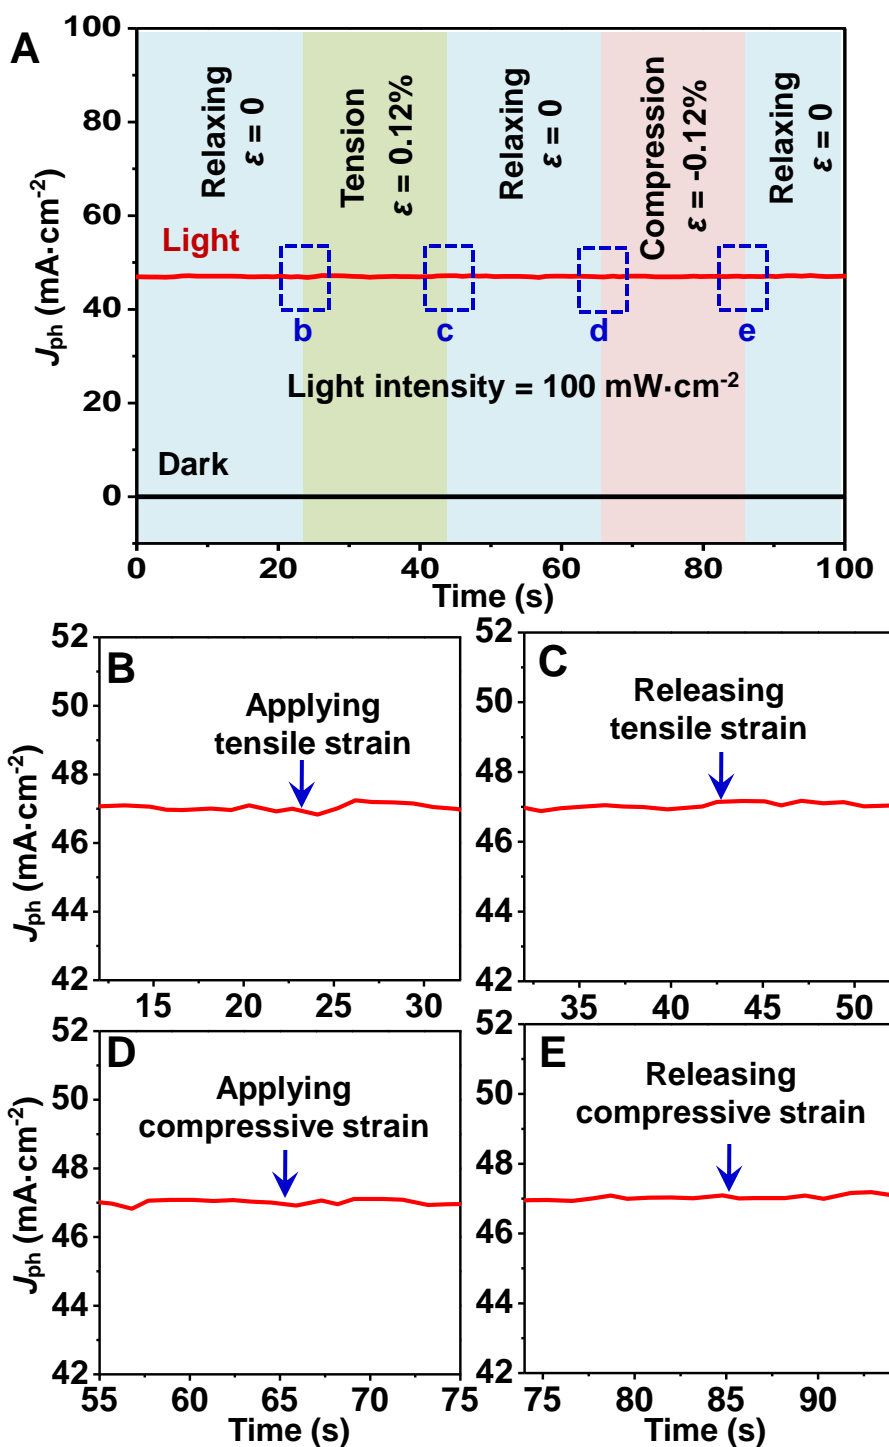 A
100
80
60
40
20
0
J_ph (mA·cm⁻²)
Relaxing
ε = 0
Tension
ε = 0.12%
Relaxing
ε = 0
Compression
ε = -0.12%
Relaxing
ε = 0
Light
b
c
d
e
Light intensity = 100 mW·cm⁻²
Dark
0 20 40 60 80 100
Time (s)
B
52
50
48
46
44
42
J_ph (mA·cm⁻²)
Applying
tensile strain
15 20 25 30
C
52
50
48
46
44
42
Releasing
tensile strain
35 40 45 50
D
52
50
48
46
44
42
J_ph (mA·cm⁻²)
Applying
compressive strain
55 60 65 70 75
Time (s)
E
52
50
48
46
44
42
Releasing
compressive strain
75 80 85 90
Time (s)